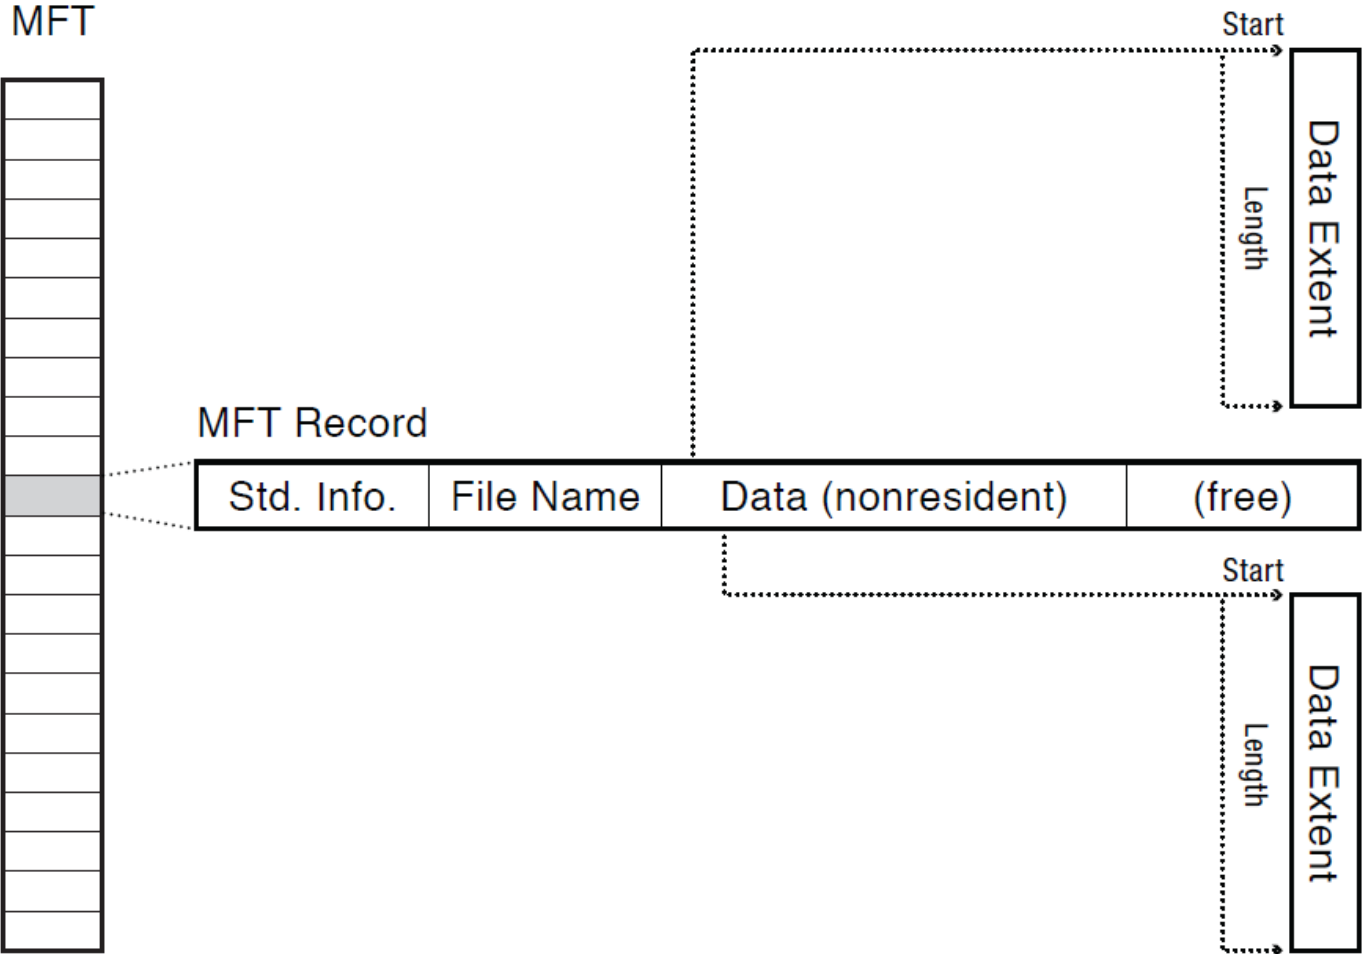 MFT
Start
Length
Data Extent
MFT Record
Std. Info.
File Name
Data (nonresident)
(free)
Start
Length
Data Extent